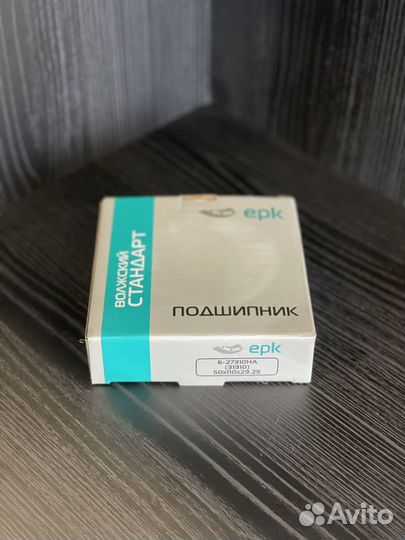 epk
ВОЛЖСКИЙ
СТАНДАРТ
ПОДШИПНИК
epk
6-27310НА
(31310)
50x110x29.25
Avito